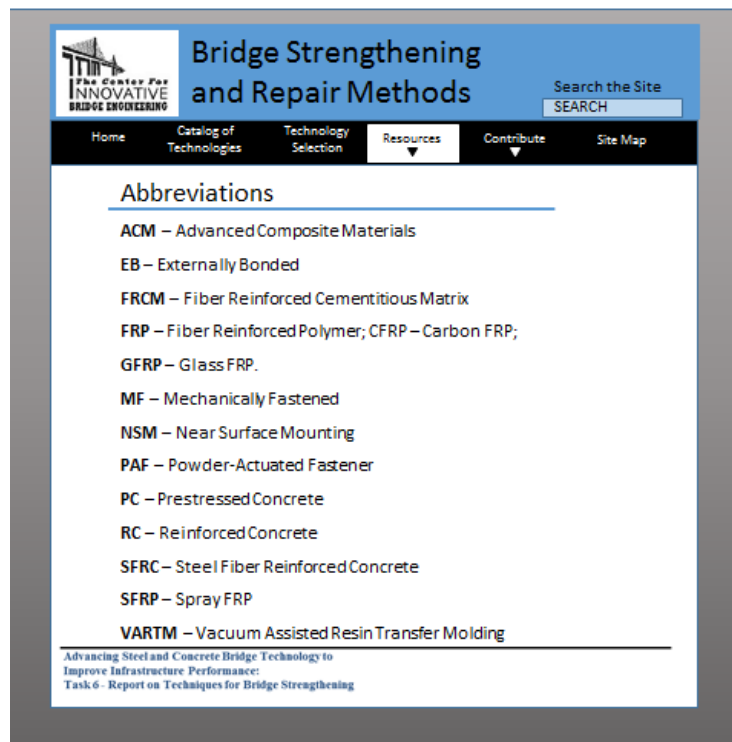 The Center For
INNOVATIVE
BRIDGE ENGINEERING
Bridge Strengthening
and Repair Methods
Search the Site
SEARCH
Home
Catalog of
Technologies
Technology
Selection
Resources
Contribute
Site Map
Abbreviations
ACM – Advanced Composite Materials
EB – Externally Bonded
FRCM – Fiber Reinforced Cementitious Matrix
FRP – Fiber Reinforced Polymer; CFRP – Carbon FRP;
GFRP – Glass FRP.
MF – Mechanically Fastened
NSM – Near Surface Mounting
PAF – Powder-Actuated Fastener
PC – Prestressed Concrete
RC – Reinforced Concrete
SFRC – Steel Fiber Reinforced Concrete
SFRP – Spray FRP
VARTM – Vacuum Assisted Resin Transfer Molding
Advancing Steel and Concrete Bridge Technology to
Improve Infrastructure Performance:
Task 6 - Report on Techniques for Bridge Strengthening